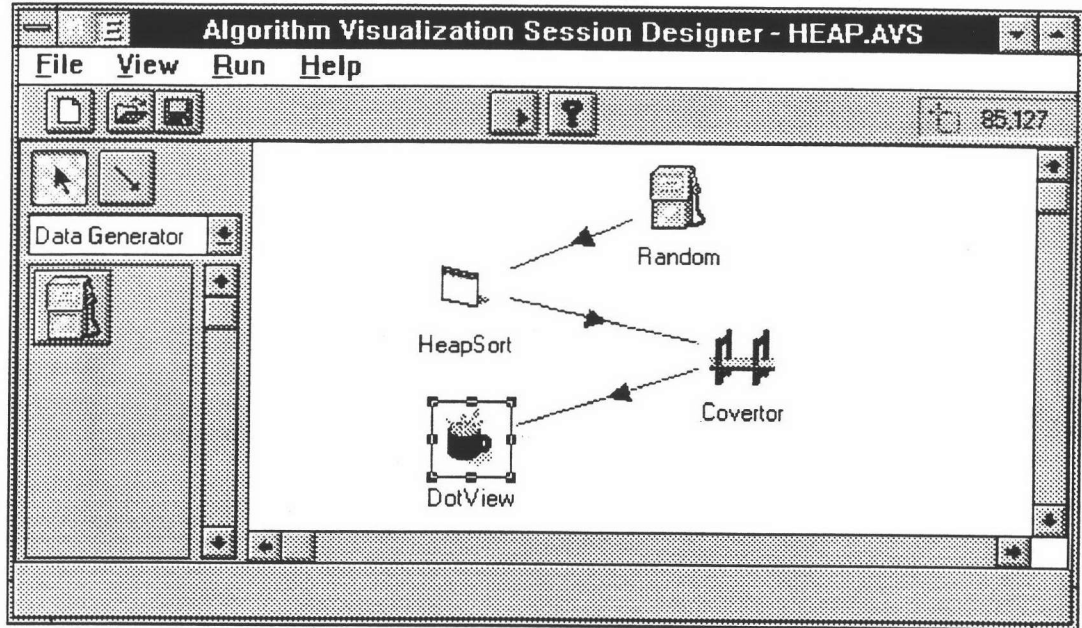 Algorithm Visualization Session Designer - HEAP.AVS
File View Run Help
85,127
Data Generator
Random
HeapSort
Covertor
DotView